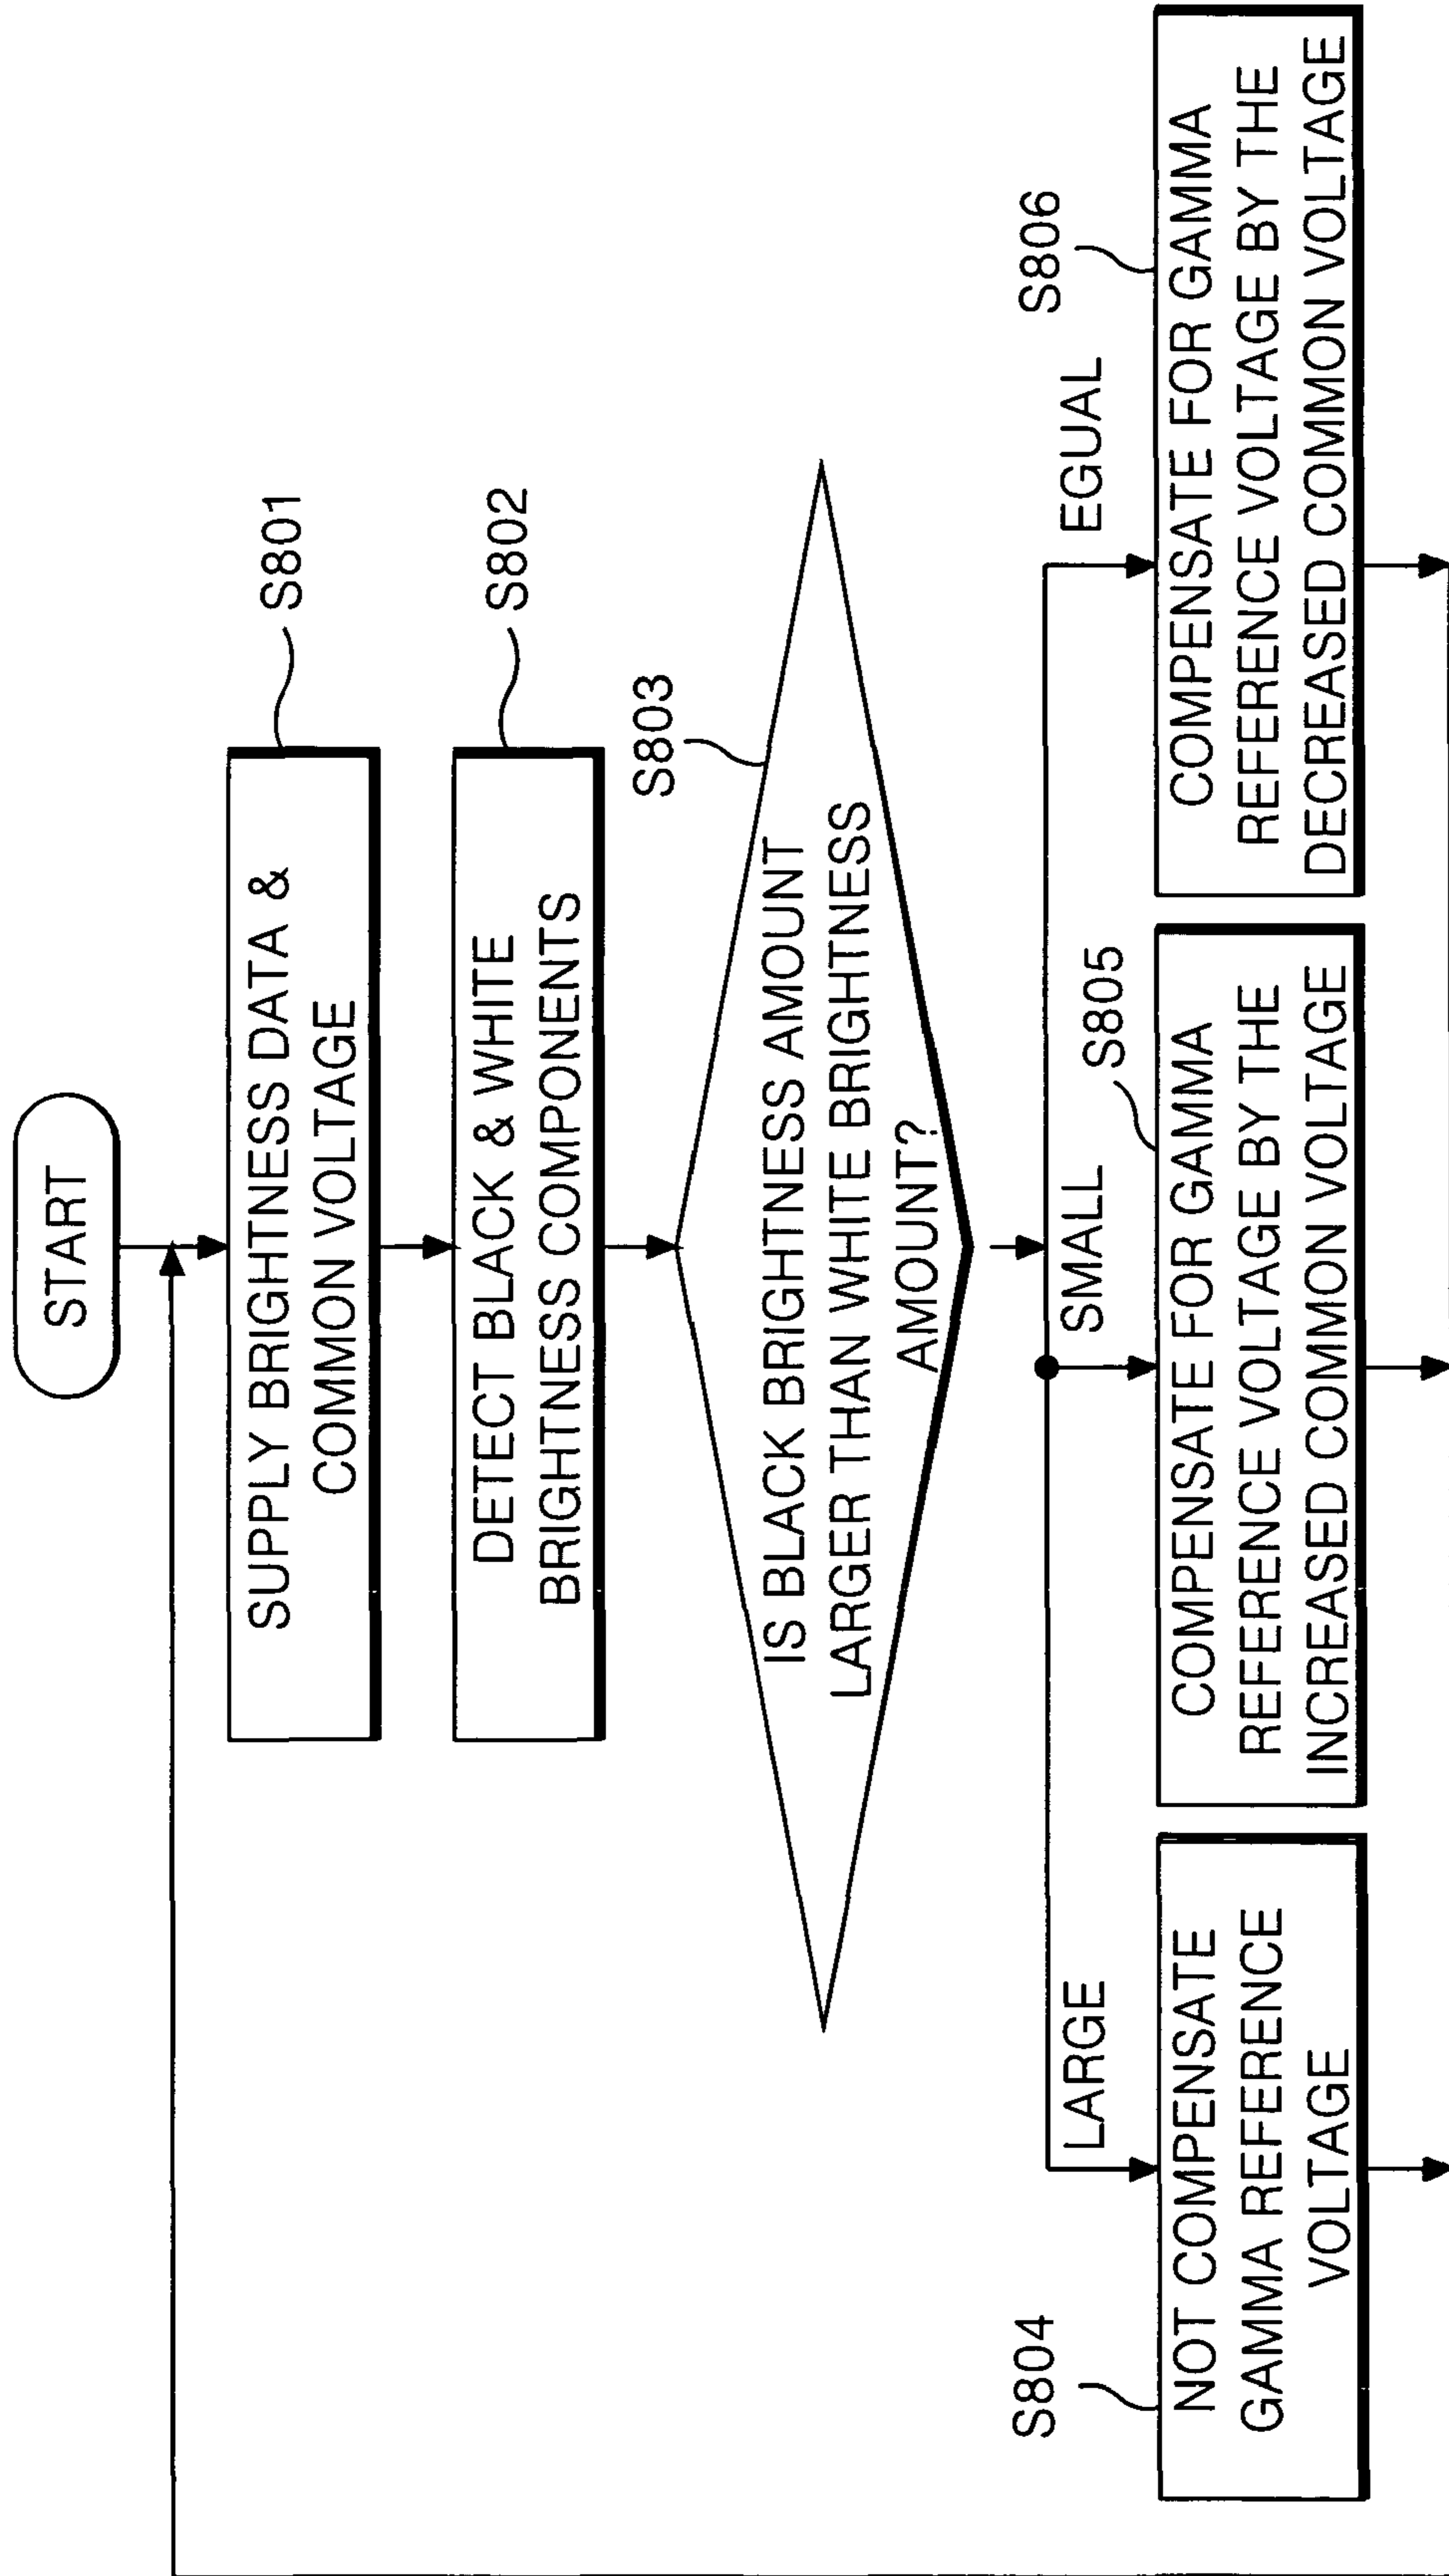 START
S801
SUPPLY BRIGHTNESS DATA &
COMMON VOLTAGE
S802
DETECT BLACK & WHITE
BRIGHTNESS COMPONENTS
S803
IS BLACK BRIGHTNESS AMOUNT
LARGER THAN WHITE BRIGHTNESS
AMOUNT?
LARGE
SMALL
EGUAL
S804
NOT COMPENSATE
GAMMA REFERENCE
VOLTAGE
S805
COMPENSATE FOR GAMMA
REFERENCE VOLTAGE BY THE
INCREASED COMMON VOLTAGE
S806
COMPENSATE FOR GAMMA
REFERENCE VOLTAGE BY THE
DECREASED COMMON VOLTAGE